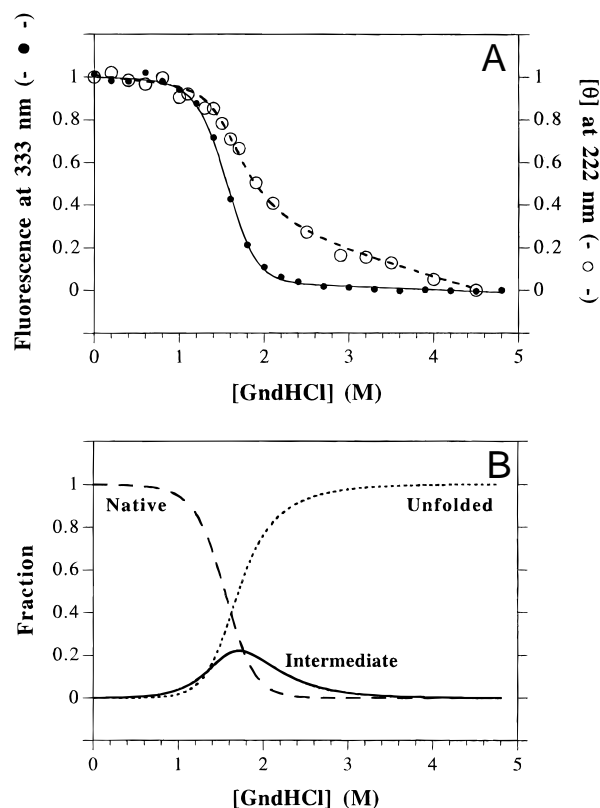 A
Fluorescence at 333 nm (- ● -)
[θ] at 222 nm (- ○ -)
1
0.8
0.6
0.4
0.2
0
1
0.8
0.6
0.4
0.2
0
0 1 2 3 4 5
[GndHCl] (M)
B
Fraction
1
0.8
0.6
0.4
0.2
0
Native
Unfolded
Intermediate
0 1 2 3 4 5
[GndHCl] (M)